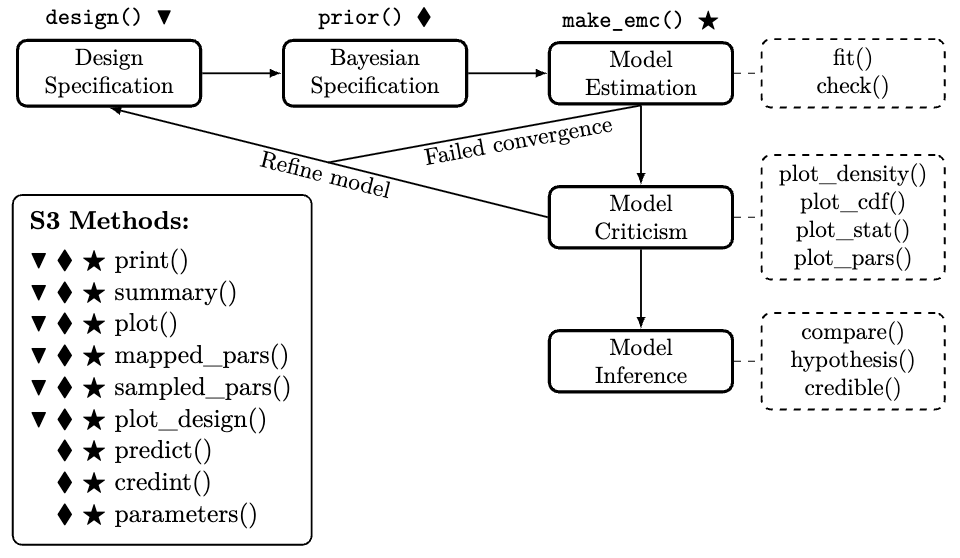 design() ▼
prior() ♦
make_emc() ★
Design
Specification
Bayesian
Specification
Model
Estimation
fit()
check()
Failed convergence
Refine model
plot_density()
plot_cdf()
plot_stat()
plot_pars()
Model
Criticism
Model
Inference
compare()
hypothesis()
credible()
S3 Methods:
▼ ♦ ★ print()
▼ ♦ ★ summary()
▼ ♦ ★ plot()
▼ ♦ ★ mapped_pars()
▼ ♦ ★ sampled_pars()
▼ ♦ ★ plot_design()
♦ ★ predict()
♦ ★ credint()
♦ ★ parameters()